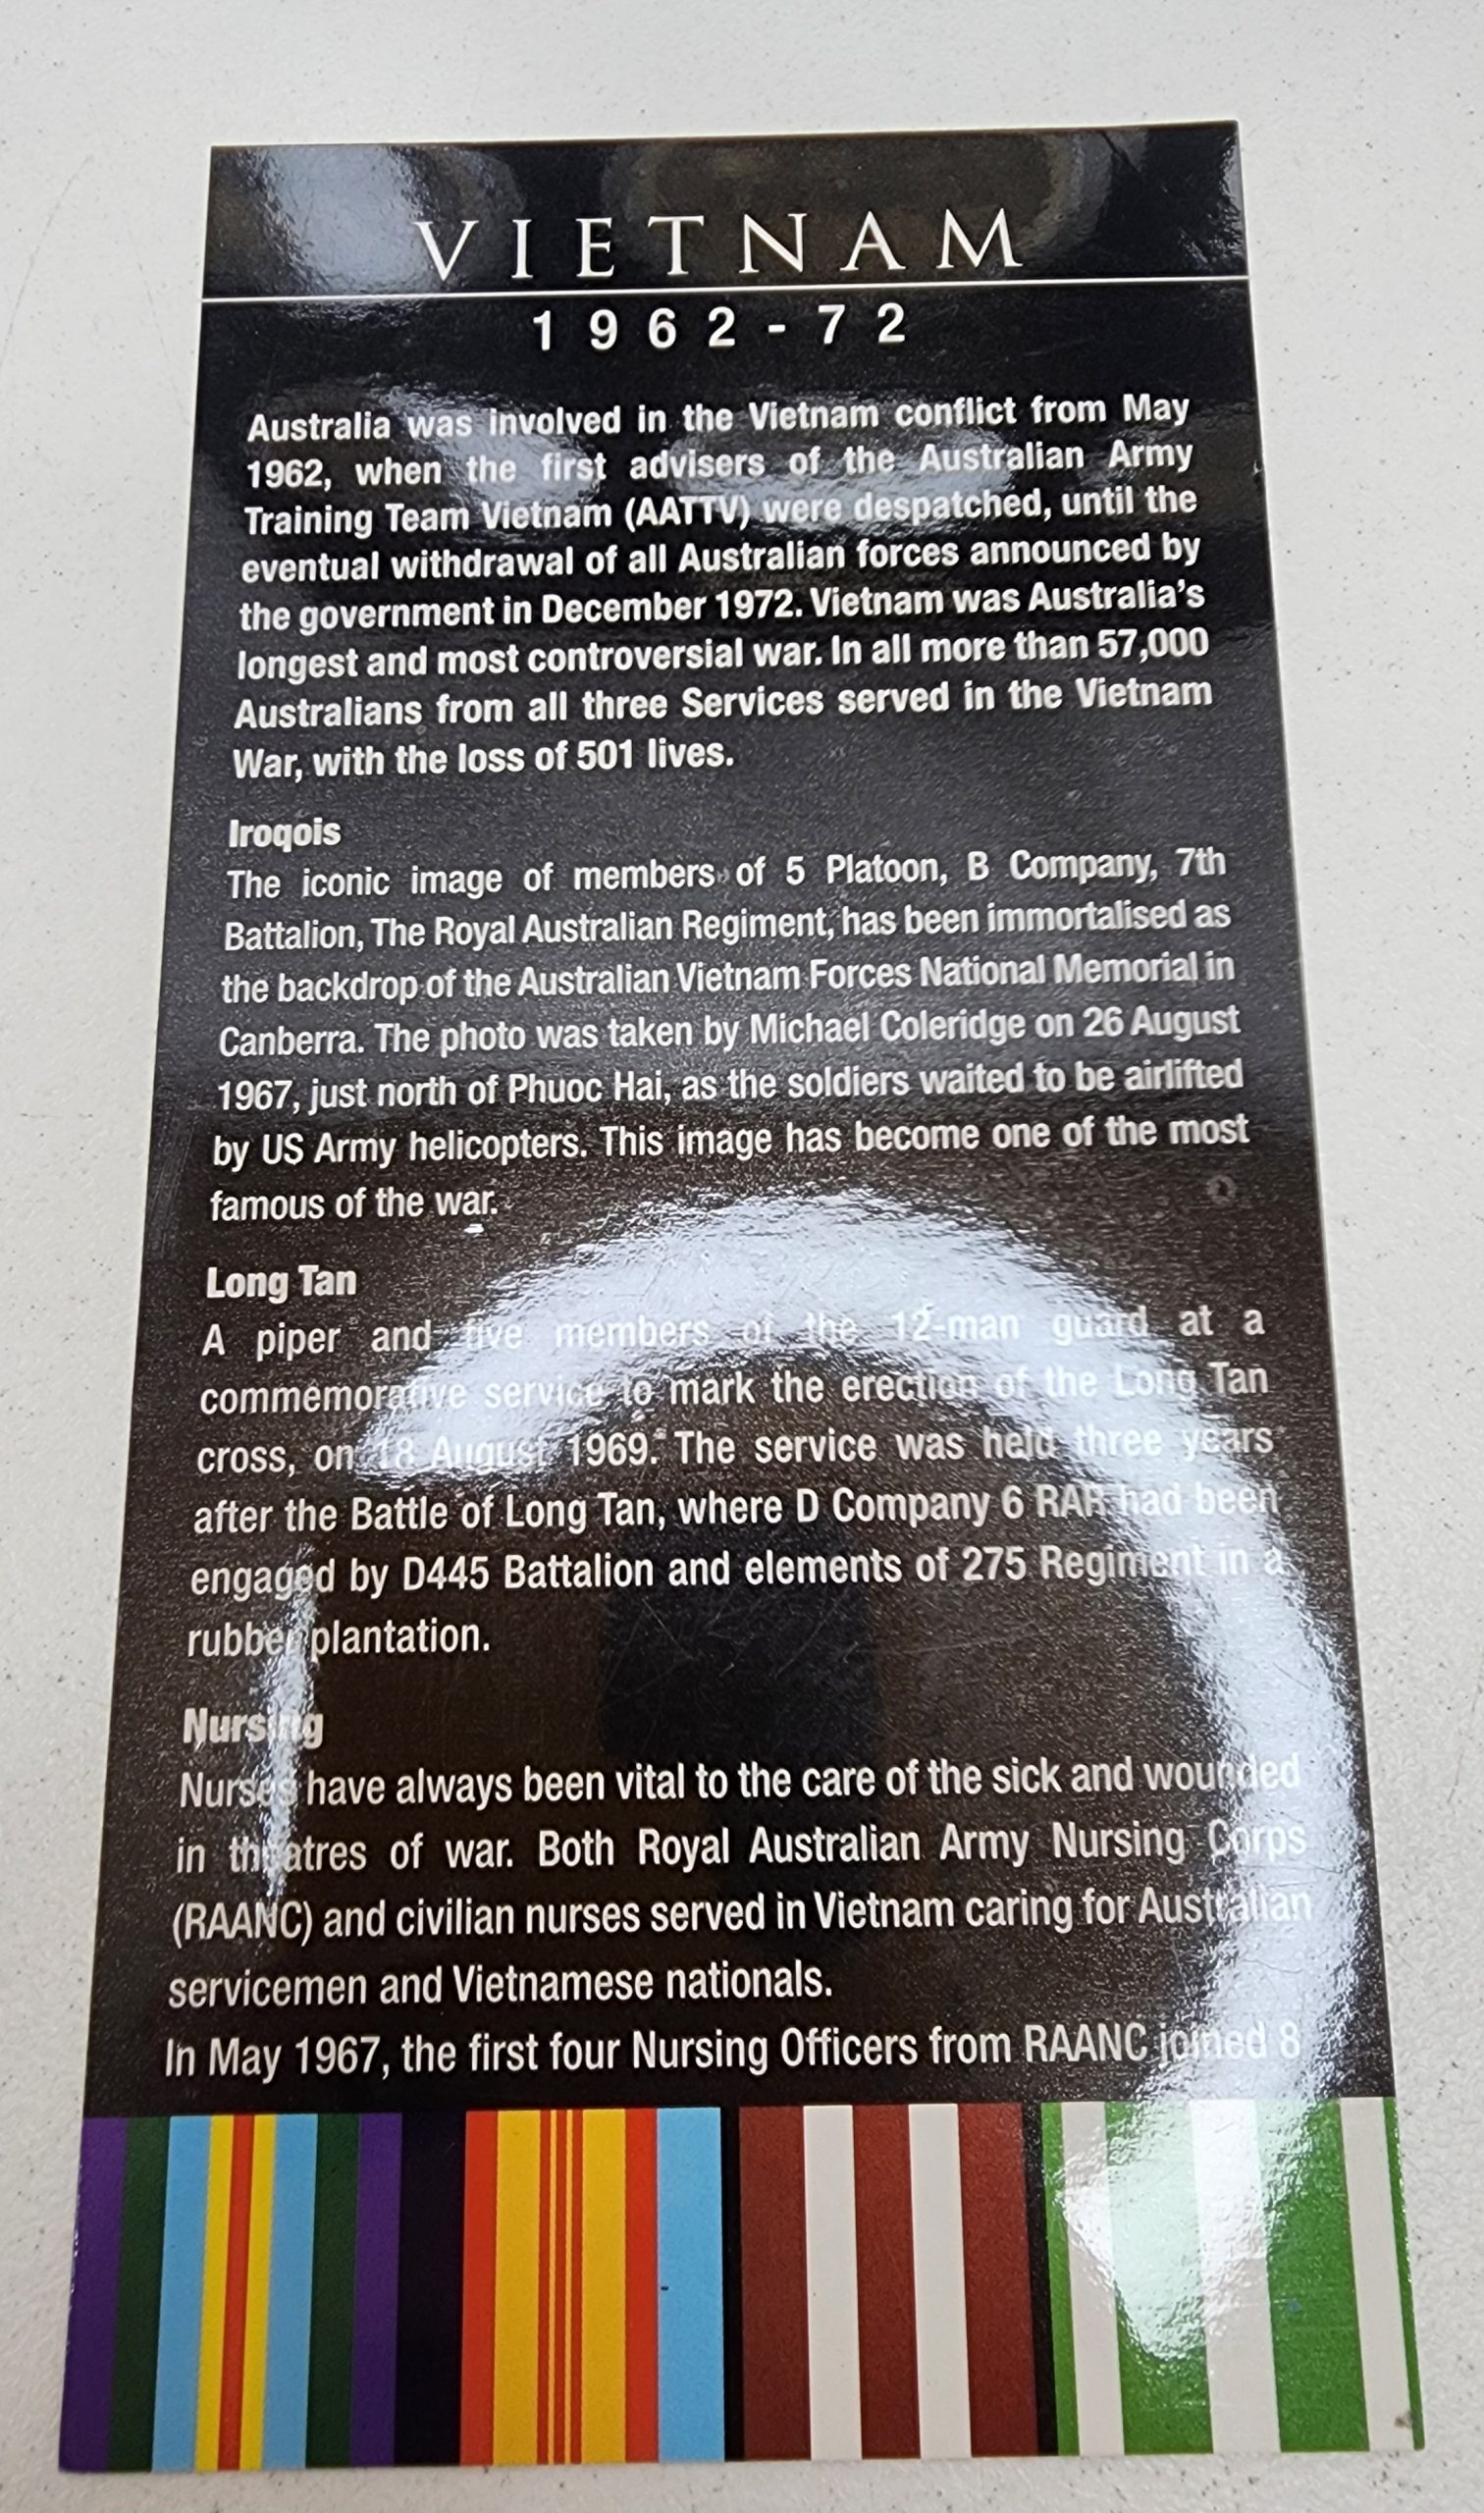 VIETNAM
1962-72
Australia was involved in the Vietnam conflict from May
1962, when the first advisers of the Australian Army
Training Team Vietnam (AATTV) were despatched, until the
eventual withdrawal of all Australian forces announced by
the government in December 1972. Vietnam was Australia's
longest and most controversial war. In all more than 57,000
Australians from all three Services served in the Vietnam
War, with the loss of 501 lives.
Iroqois
The iconic image of members of 5 Platoon, B Company, 7th
Battalion, The Royal Australian Regiment, has been immortalised as
the backdrop of the Australian Vietnam Forces National Memorial in
Canberra. The photo was taken by Michael Coleridge on 26 August
1967, just north of Phuoc Hai, as the soldiers waited to be airlifted
by US Army helicopters. This image has become one of the most
famous of the war.
Long Tan
A piper and five members of the 12-man guard at a
commemorative service to mark the erection of the Long Tan
cross, on 18 August 1969. The service was held three years
after the Battle of Long Tan, where D Company 6 RAR had been
engaged by D445 Battalion and elements of 275 Regiment in a
rubber plantation.
Nursing
Nurses have always been vital to the care of the sick and wounded
in theatres of war. Both Royal Australian Army Nursing Corps
(RAANC) and civilian nurses served in Vietnam caring for Australian
servicemen and Vietnamese nationals.
In May 1967, the first four Nursing Officers from RAANC joined 8